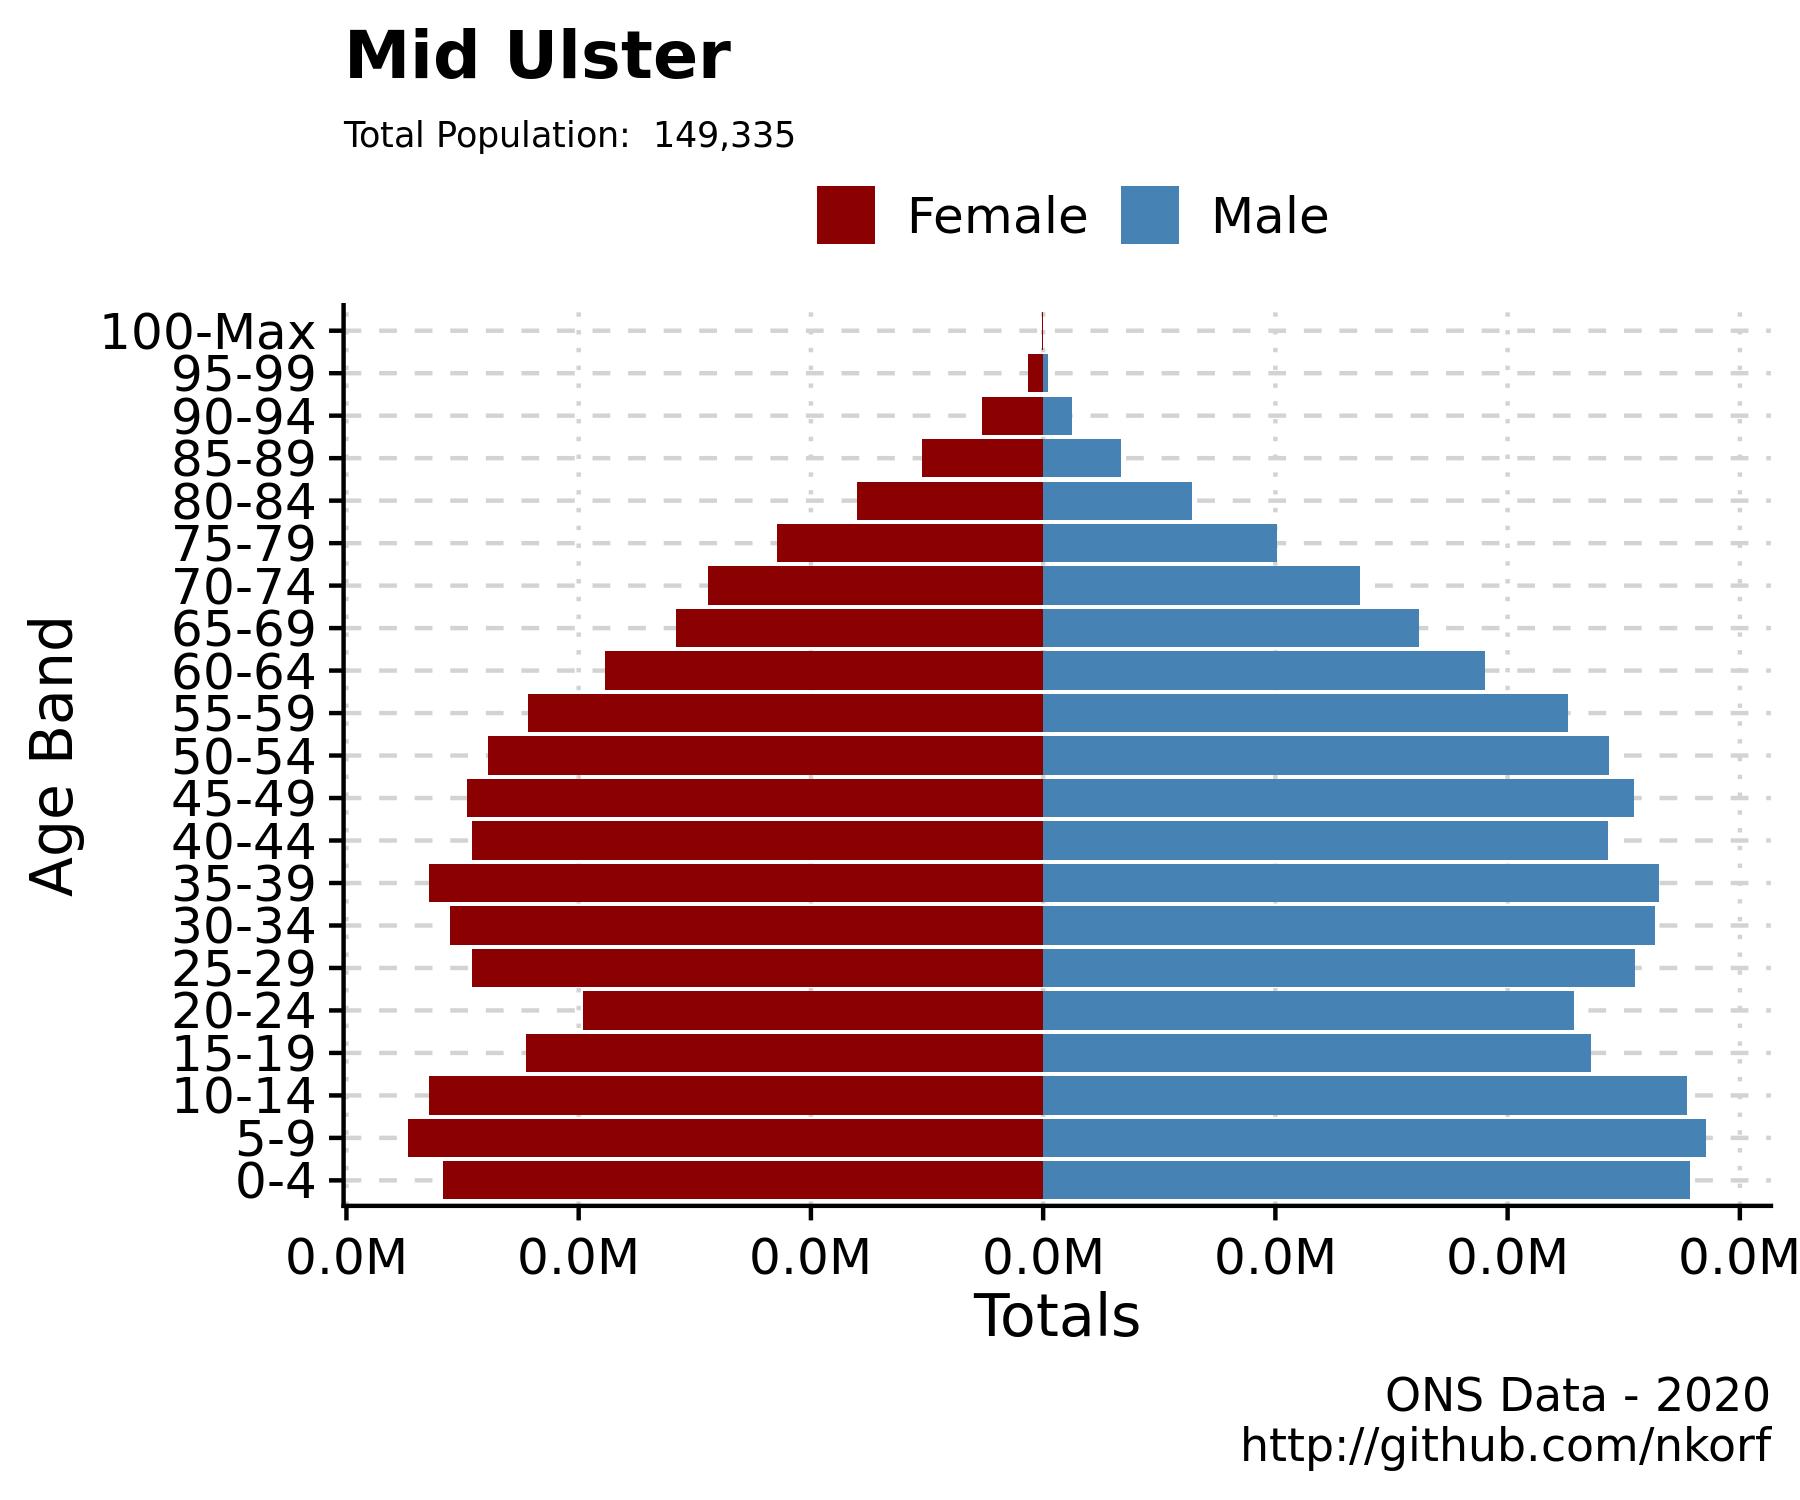 Mid Ulster
Total Population:  149,335
Female Male
100-Max
95-99
90-94
85-89
80-84
75-79
70-74
65-69
60-64
55-59
50-54
45-49
40-44
35-39
30-34
25-29
20-24
15-19
10-14
5-9
0-4
Age Band
0.0M 0.0M 0.0M 0.0M 0.0M 0.0M 0.0M
Totals
ONS Data - 2020
http://github.com/nkorf